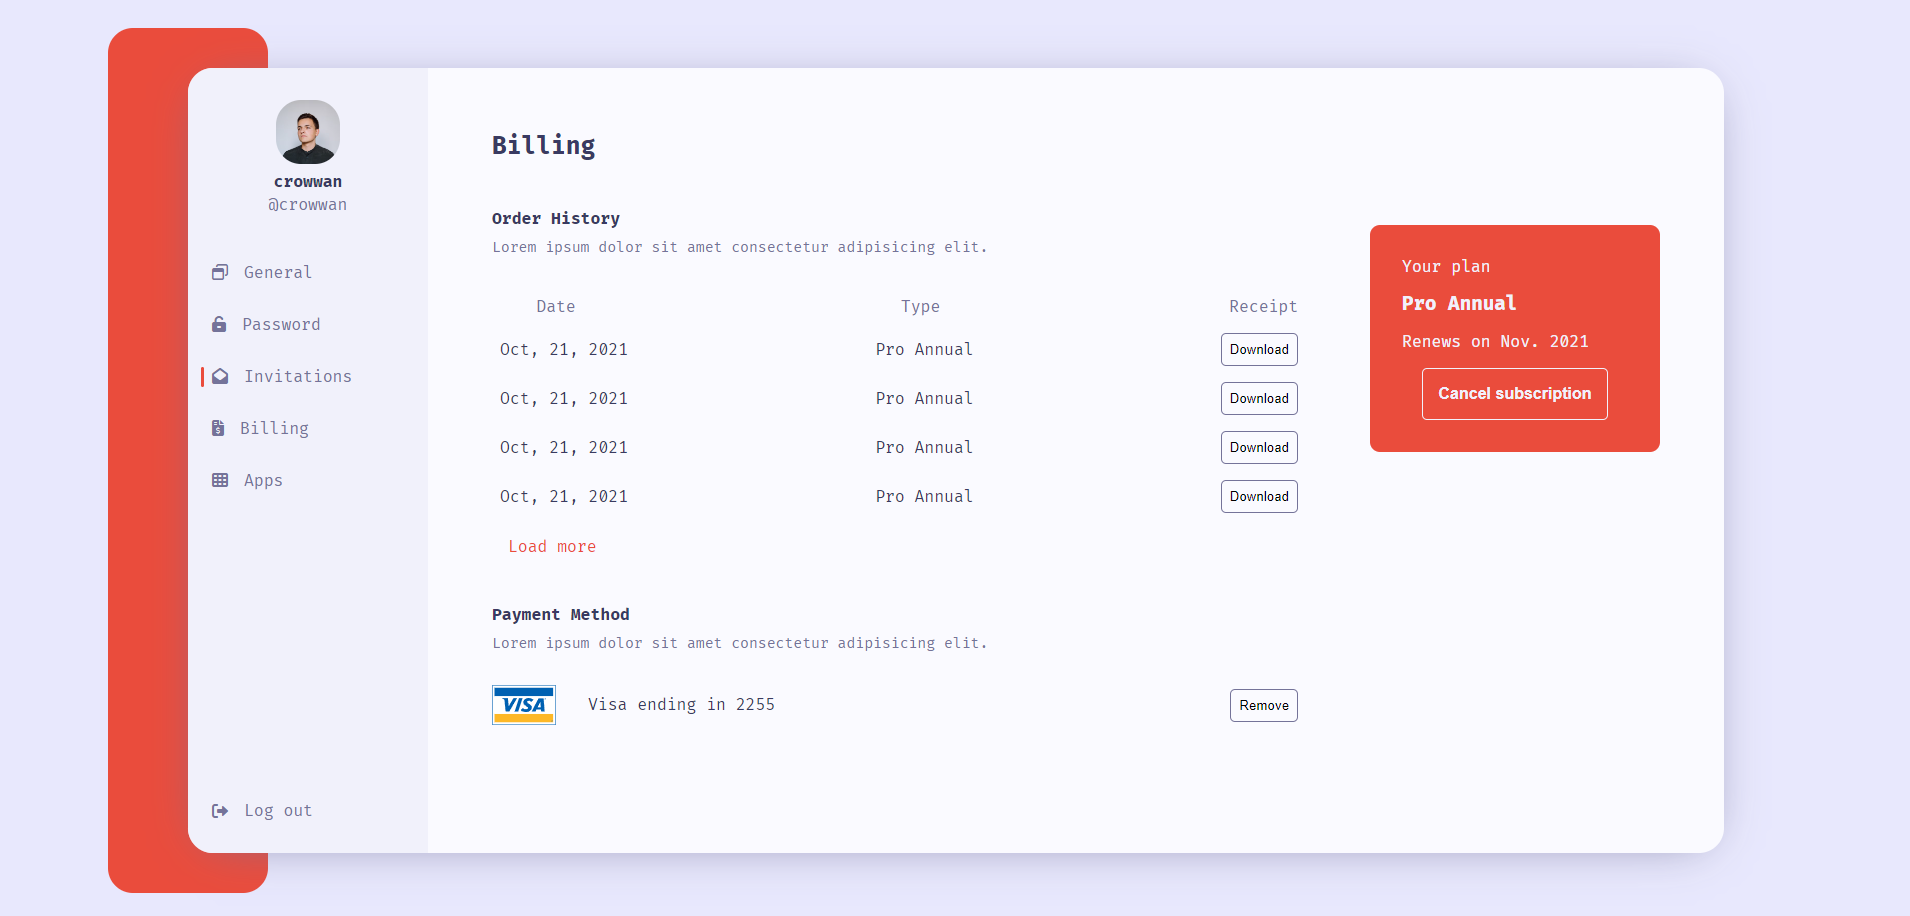 crowwan
@crowwan
General
Password
Invitations
Billing
Apps
Log out
Billing
Order History
Lorem ipsum dolor sit amet consectetur adipisicing elit.
Date Type Receipt
Oct, 21, 2021 Pro Annual Download
Oct, 21, 2021 Pro Annual Download
Oct, 21, 2021 Pro Annual Download
Oct, 21, 2021 Pro Annual Download
Load more
Payment Method
Lorem ipsum dolor sit amet consectetur adipisicing elit.
VISA Visa ending in 2255 Remove
Your plan
Pro Annual
Renews on Nov. 2021
Cancel subscription